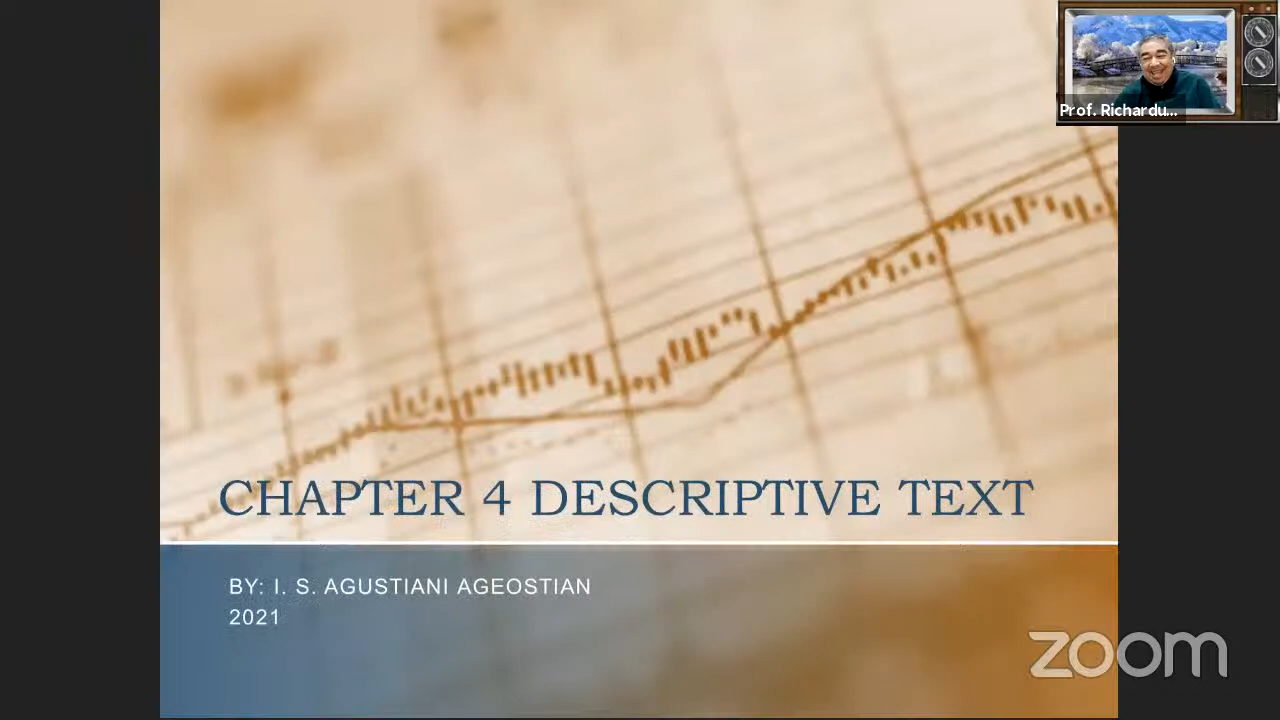 Prof. Richardu...
CHAPTER 4 DESCRIPTIVE TEXT
BY: I. S. AGUSTIANI AGEOSTIAN
2021
zoom